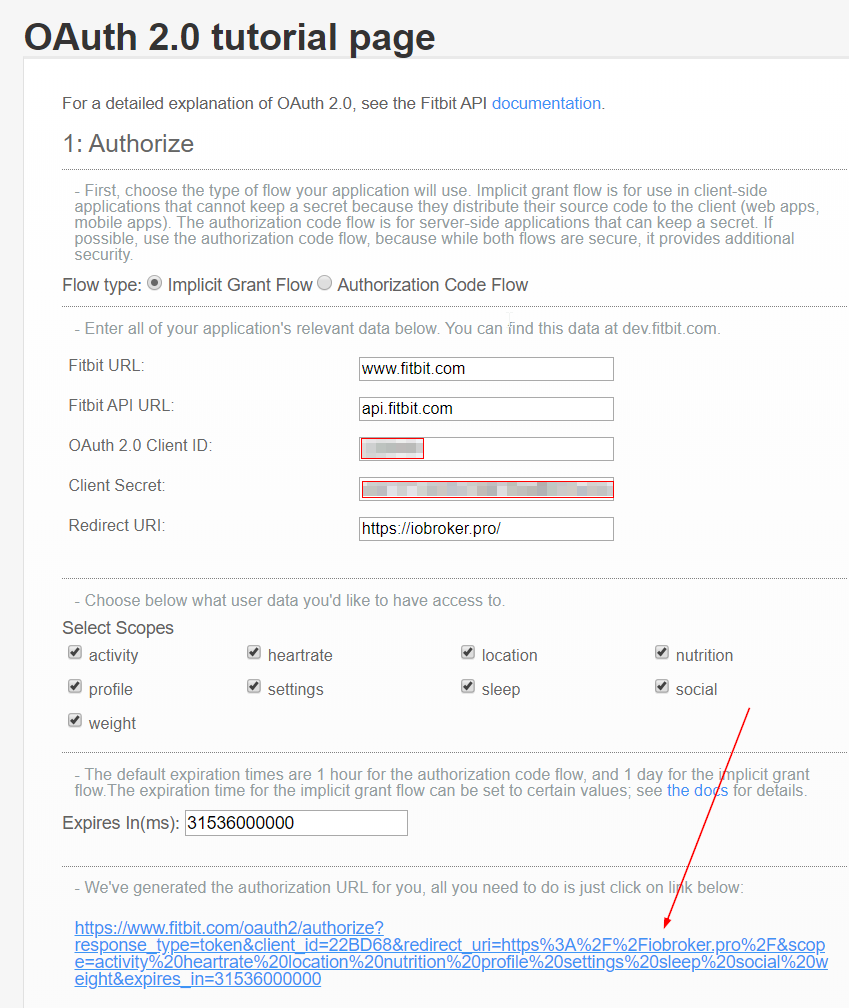 OAuth 2.0 tutorial page
For a detailed explanation of OAuth 2.0, see the Fitbit API documentation.
1: Authorize
- First, choose the type of flow your application will use. Implicit grant flow is for use in client-side
applications that cannot keep a secret because they distribute their source code to the client (web apps,
mobile apps). The authorization code flow is for server-side applications that can keep a secret. If
possible, use the authorization code flow, because while both flows are secure, it provides additional
security.
Flow type: Implicit Grant Flow Authorization Code Flow
- Enter all of your application's relevant data below. You can find this data at dev.fitbit.com.
Fitbit URL: www.fitbit.com
Fitbit API URL: api.fitbit.com
OAuth 2.0 Client ID:
Client Secret:
Redirect URI: https://iobroker.pro/
- Choose below what user data you'd like to have access to.
Select Scopes
activity heartrate location nutrition
profile settings sleep social
weight
- The default expiration times are 1 hour for the authorization code flow, and 1 day for the implicit grant
flow.The expiration time for the implicit grant flow can be set to certain values; see the docs for details.
Expires In(ms): 31536000000
- We've generated the authorization URL for you, all you need to do is just click on link below:
https://www.fitbit.com/oauth2/authorize?
response_type=token&client_id=22BD68&redirect_uri=https%3A%2F%2Fiobroker.pro%2F&scop
e=activity%20heartrate%20location%20nutrition%20profile%20settings%20sleep%20social%20w
eight&expires_in=31536000000